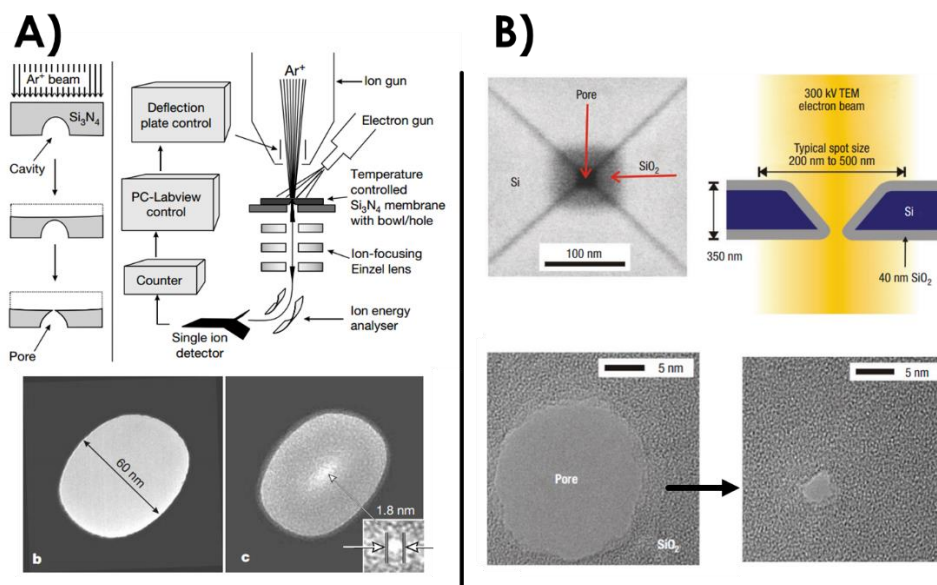 A)
Ar⁺ beam
Si₃N₄
Cavity
Pore
Deflection
plate control
PC-Labview
control
Counter
Single ion
detector
Ar⁺
Ion gun
Electron gun
Temperature
controlled
Si₃N₄ membrane
with bowl/hole
Ion-focusing
Einzel lens
Ion energy
analyser
60 nm
b
1.8 nm
c
B)
Pore
Si
SiO₂
100 nm
300 kV TEM
electron beam
Typical spot size
200 nm to 500 nm
Si
350 nm
40 nm SiO₂
5 nm
Pore
SiO₂
5 nm